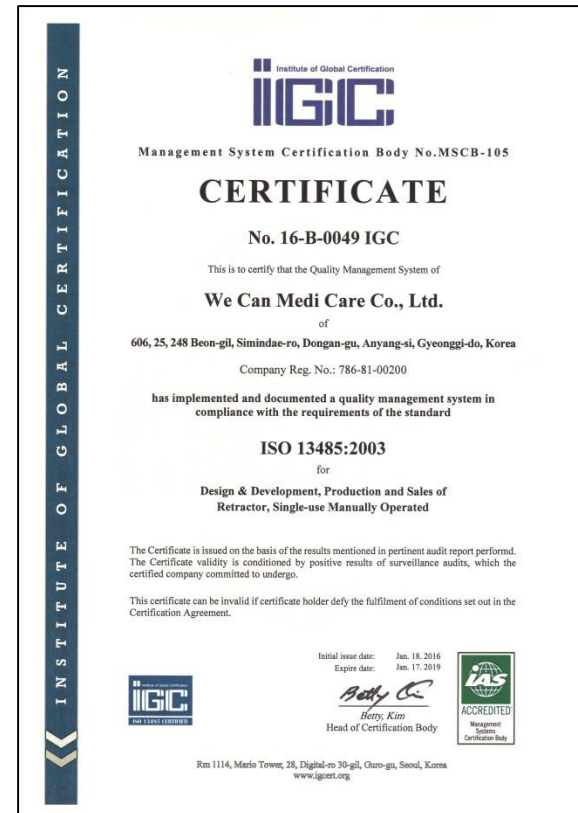 INSTITUTE OF GLOBAL CERTIFICATION
Institute of Global Certification
iGC
Management System Certification Body No.MSCB-105
CERTIFICATE
No. 16-B-0049 IGC
This is to certify that the Quality Management System of
We Can Medi Care Co., Ltd.
of
606, 25, 248 Beon-gil, Simindae-ro, Dongan-gu, Anyang-si, Gyeonggi-do, Korea
Company Reg. No.: 786-81-00200
has implemented and documented a quality management system in
compliance with the requirements of the standard
ISO 13485:2003
for
Design & Development, Production and Sales of
Retractor, Single-use Manually Operated
The Certificate is issued on the basis of the results mentioned in pertinent audit report performd.
The Certificate validity is conditioned by positive results of surveillance audits, which the
certified company committed to undergo.
This certificate can be invalid if certificate holder defy the fulfilment of conditions set out in the
Certification Agreement.
Initial issue date: Jan. 18. 2016
Expire date: Jan. 17. 2019
Betty Kim
Betty, Kim
Head of Certification Body
Institute of Global Certification
iGC
ISO 13485 CERTIFIED
IAS
ACCREDITED
Management
Systems
Certification Body
Rm 1114, Mario Tower, 28, Digital-ro 30-gil, Guro-gu, Seoul, Korea
www.igcert.org